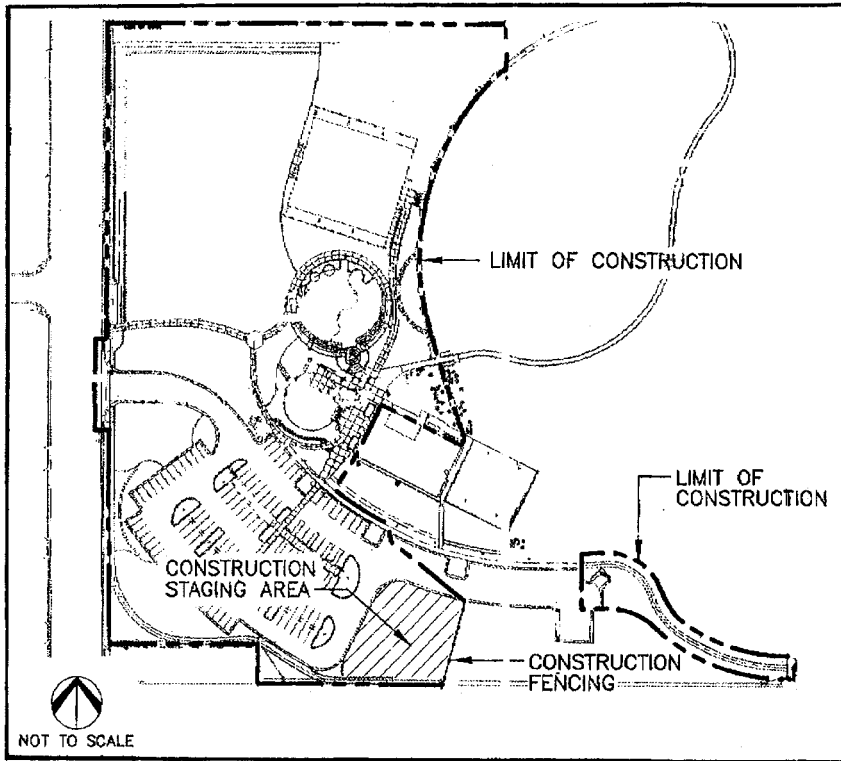 LIMIT OF CONSTRUCTION
LIMIT OF
CONSTRUCTION
CONSTRUCTION
STAGING AREA
CONSTRUCTION
FENCING
NOT TO SCALE